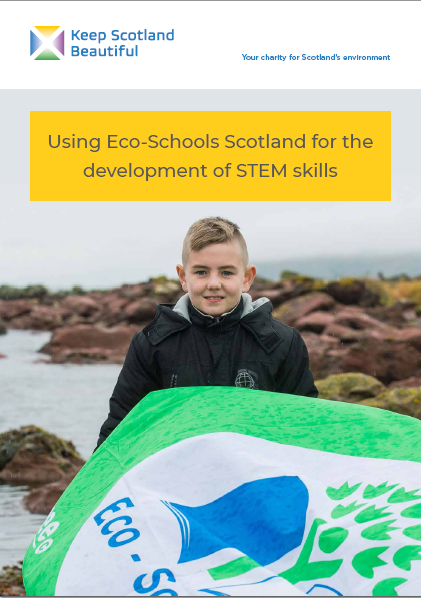 Keep Scotland
Beautiful
Your charity for Scotland's environment
Using Eco-Schools Scotland for the
development of STEM skills
Eco - Sc